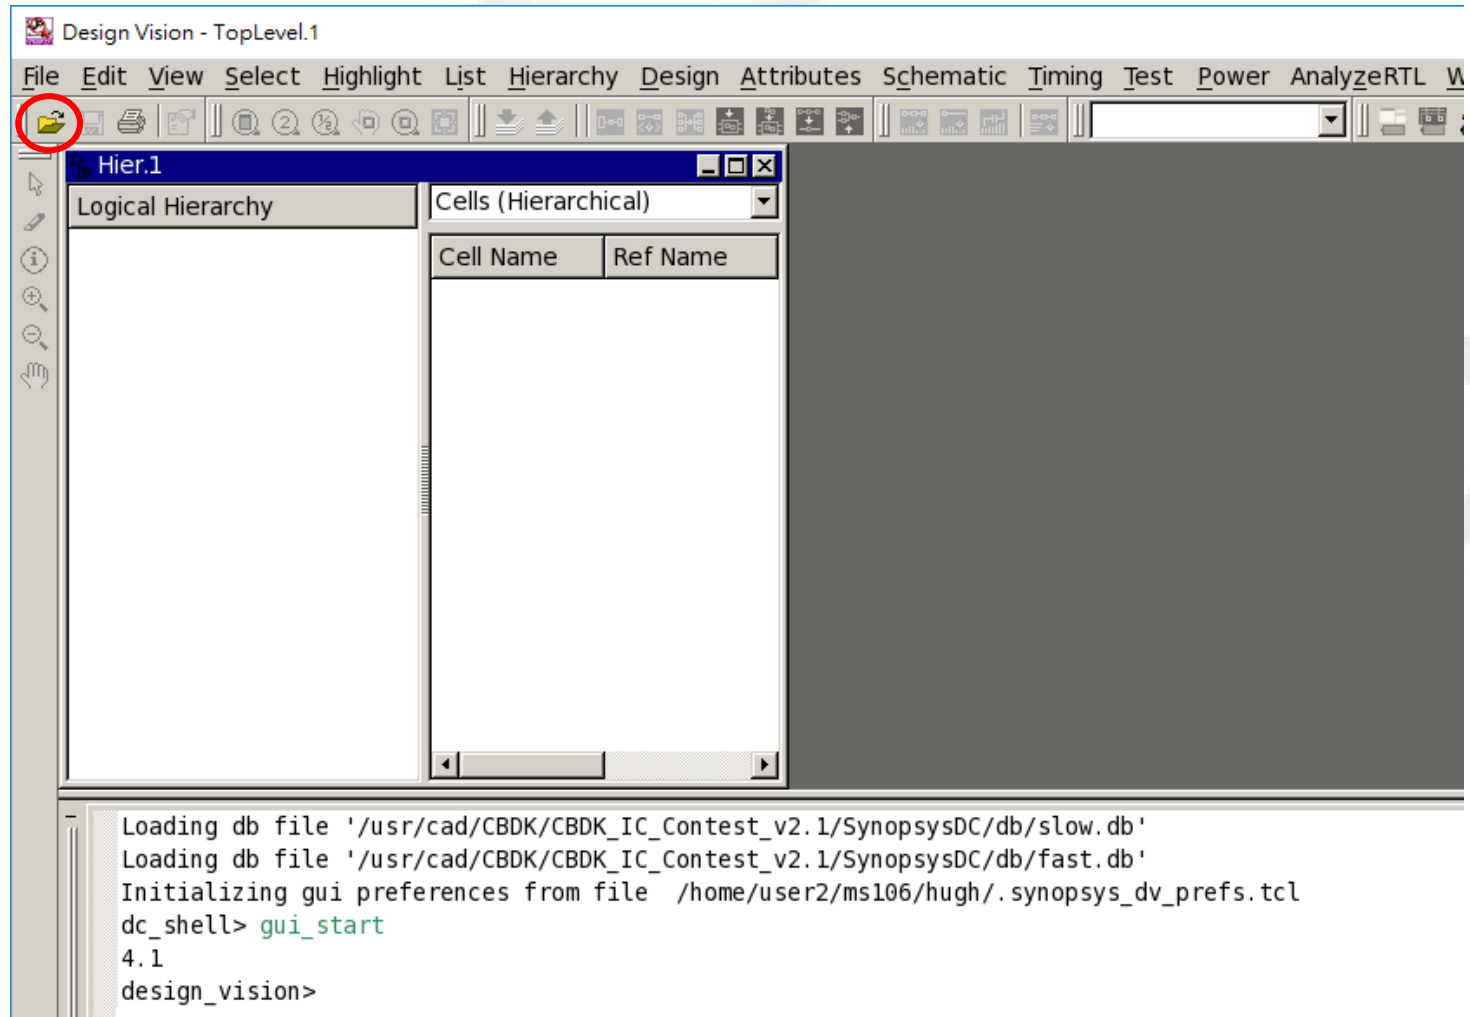 Design Vision - TopLevel.1
File Edit View Select Highlight List Hierarchy Design Attributes Schematic Timing Test Power AnalyzeRTL W
2 ½
Hier.1
Logical Hierarchy
Cells (Hierarchical)
Cell Name Ref Name
Loading db file '/usr/cad/CBDK/CBDK_IC_Contest_v2.1/SynopsysDC/db/slow.db'
Loading db file '/usr/cad/CBDK/CBDK_IC_Contest_v2.1/SynopsysDC/db/fast.db'
Initializing gui preferences from file  /home/user2/ms106/hugh/.synopsys_dv_prefs.tcl
dc_shell> gui_start
4.1
design_vision>